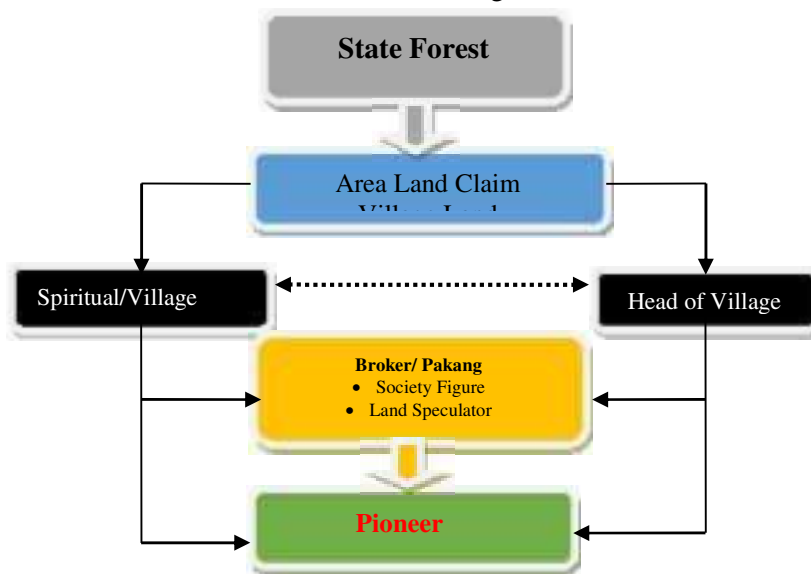 State Forest
Area Land Claim
Spiritual/Village
Head of Village
Broker/ Pakang
• Society Figure
• Land Speculator
Pioneer